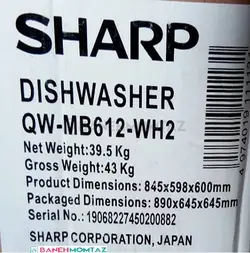 SHARP
DISHWASHER
QW-MB612-WH2
Net Weight:39.5 Kg
Gross Weight:43 Kg
Product Dimensions: 845x598x600mm
Packaged Dimensions: 890x645x645mm
Serial No.: 19068227450200882
SHARP CORPORATION, JAPAN
BANEHMOMTAZ